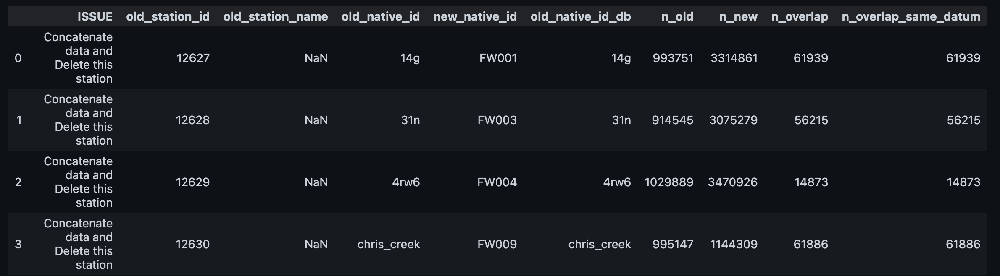 ISSUE old_station_id old_station_name old_native_id new_native_id old_native_id_db n_old n_new n_overlap n_overlap_same_datum
Concatenate
data and
0 12627 NaN 14g FW001 14g 993751 3314861 61939 61939
Delete this
station
Concatenate
data and
1 12628 NaN 31n FW003 31n 914545 3075279 56215 56215
Delete this
station
Concatenate
data and
2 12629 NaN 4rw6 FW004 4rw6 1029889 3470926 14873 14873
Delete this
station
Concatenate
data and
3 12630 NaN chris_creek FW009 chris_creek 995147 1144309 61886 61886
Delete this
station